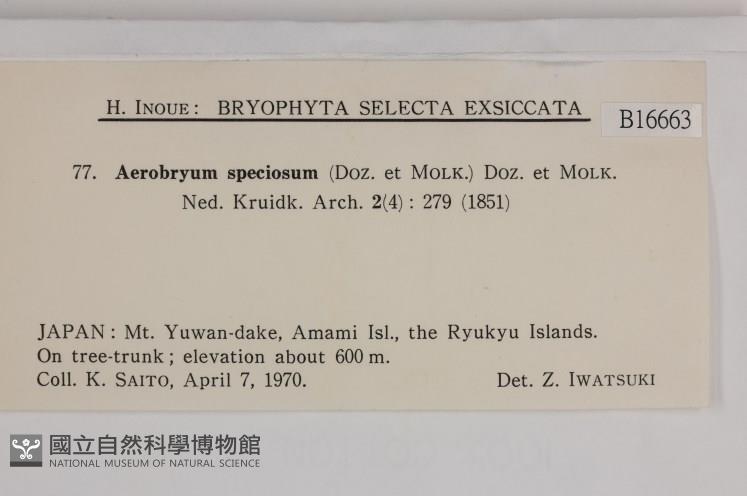 H. INOUE: BRYOPHYTA SELECTA EXSICCATA
B16663
77. Aerobryum speciosum (DOZ. et MOLK.) DOZ. et MOLK.
Ned. Kruidk. Arch. 2(4): 279 (1851)
JAPAN: Mt. Yuwan-dake, Amami Isl., the Ryukyu Islands.
On tree-trunk; elevation about 600 m.
Coll. K. SAITO, April 7, 1970. Det. Z. IWATSUKI
國立自然科學博物館
NATIONAL MUSEUM OF NATURAL SCIENCE